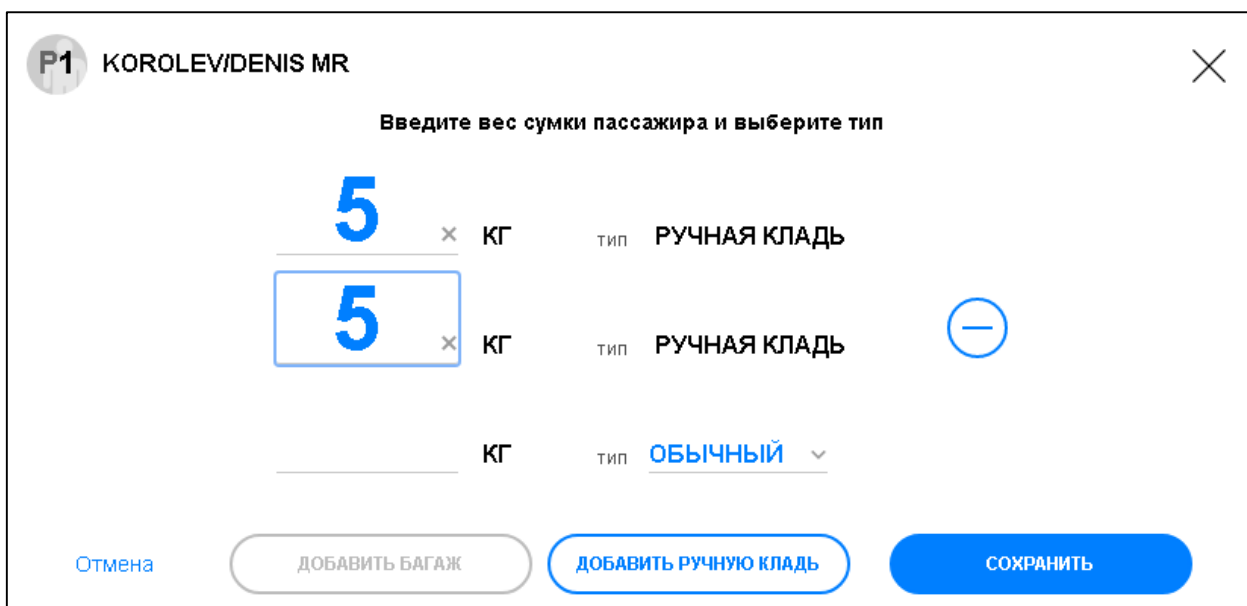 P1 KOROLEV/DENIS MR
Введите вес сумки пассажира и выберите тип
5 КГ тип РУЧНАЯ КЛАДЬ
5 КГ тип РУЧНАЯ КЛАДЬ
КГ тип ОБЫЧНЫЙ
Отмена ДОБАВИТЬ БАГАЖ ДОБАВИТЬ РУЧНУЮ КЛАДЬ СОХРАНИТЬ